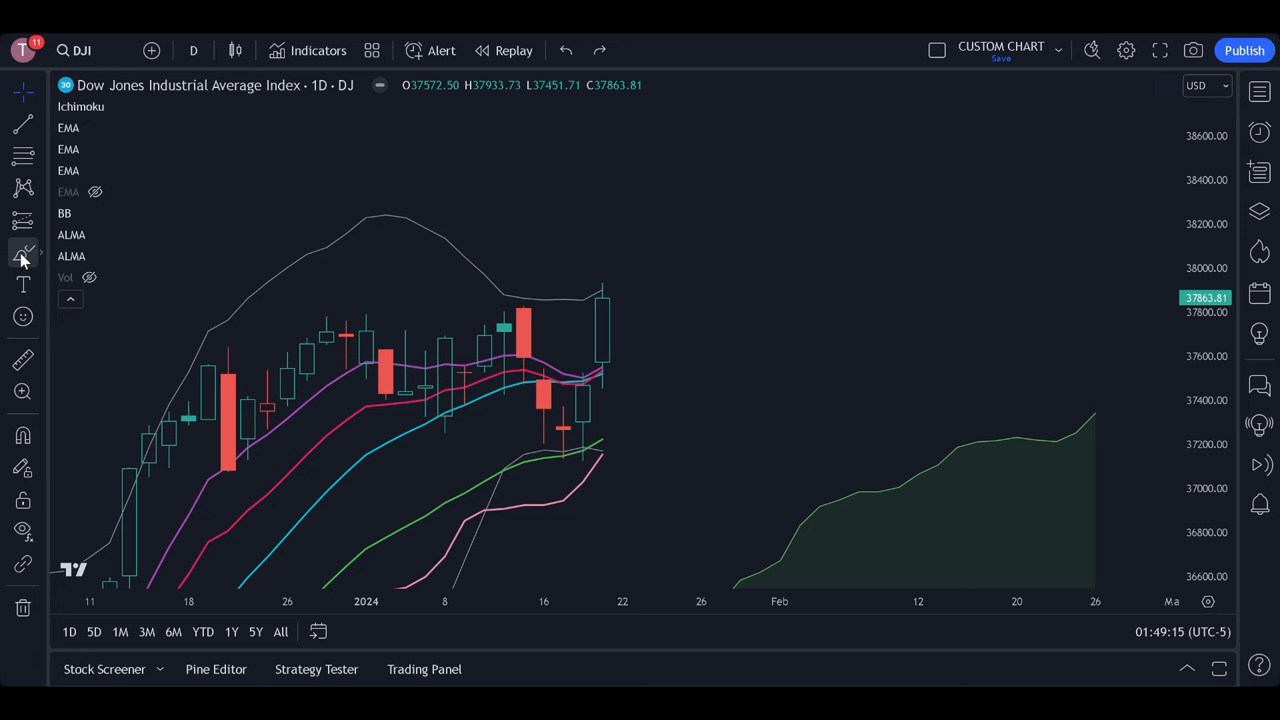 T 11 DJI D Indicators Alert Replay CUSTOM CHART Save Publish
30 Dow Jones Industrial Average Index · 1D · DJ O37572.50 H37933.73 L37451.71 C37863.81 USD
Ichimoku
EMA
EMA
EMA
EMA
BB
ALMA
ALMA
Vol
38600.00
38400.00
38200.00
38000.00
37863.81
37800.00
37600.00
37400.00
37200.00
37000.00
36800.00
36600.00
11 18 26 2024 8 16 22 26 Feb 12 20 26 Ma
1D 5D 1M 3M 6M YTD 1Y 5Y All 01:49:15 (UTC-5)
Stock Screener Pine Editor Strategy Tester Trading Panel